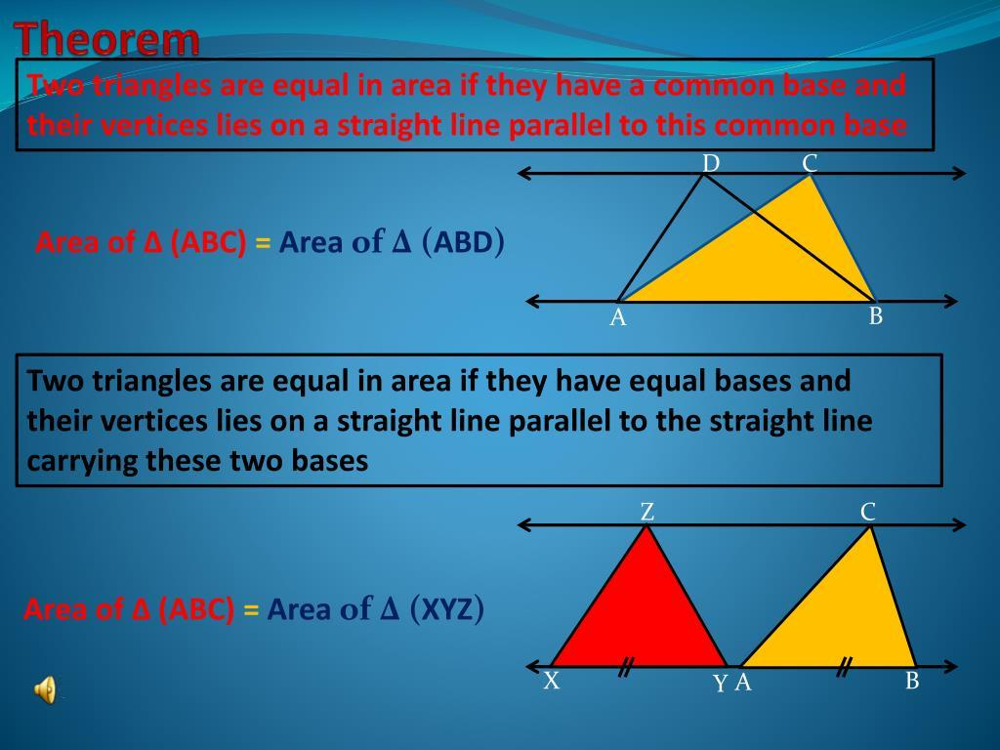 Theorem
Two triangles are equal in area if they have a common base and
their vertices lies on a straight line parallel to this common base
D C
Area of Δ (ABC) = Area of Δ (ABD)
A B
Two triangles are equal in area if they have equal bases and
their vertices lies on a straight line parallel to the straight line
carrying these two bases
Z C
Area of Δ (ABC) = Area of Δ (XYZ)
X Y A B